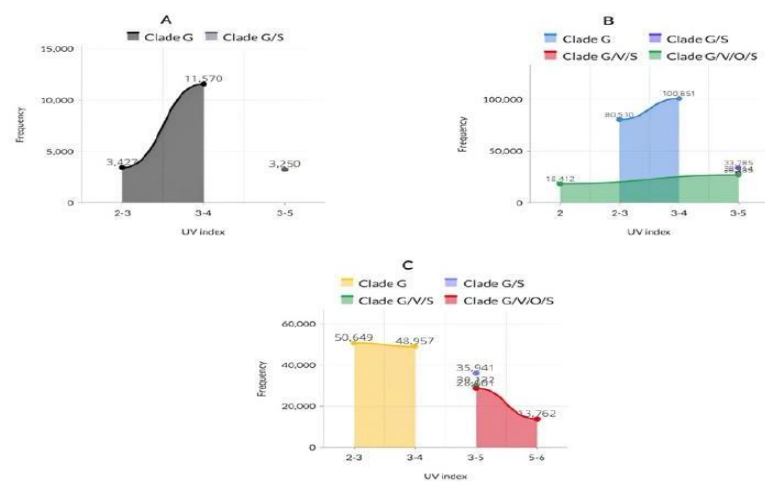 A
Clade G Clade G/S
15,000
11,570
10,000
Frequency
5,000
3,427
3,250
0
2-3 3-4 3-5
UV index
B
Clade G Clade G/S
Clade G/V/S Clade G/V/O/S
100,000
100,851
80,510
Frequency
50,000
33,285
18,412
0
2 2-3 3-4 3-5
UV index
C
Clade G Clade G/S
Clade G/V/S Clade G/V/O/S
60,000
50,649 48,957
40,000
35,941
Frequency
20,000
13,762
0
2-3 3-4 3-5 5-6
UV index